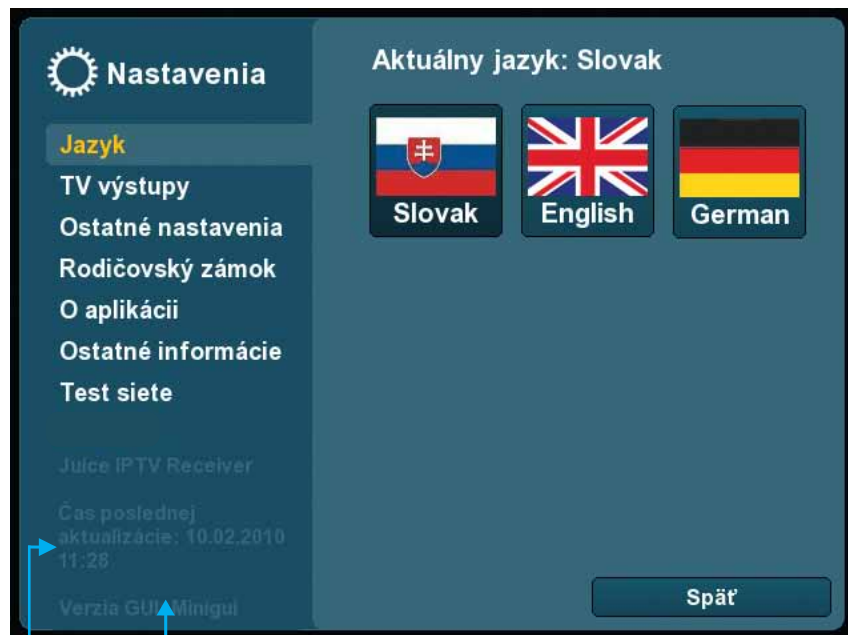 Nastavenia
Jazyk
TV výstupy
Ostatné nastavenia
Rodičovský zámok
O aplikácii
Ostatné informácie
Test siete
Juice IPTV Receiver
Čas poslednej
aktualizácie: 10.02.2010
11:28
Verzia GUI: Minigui
Aktuálny jazyk: Slovak
Slovak
English
German
Späť